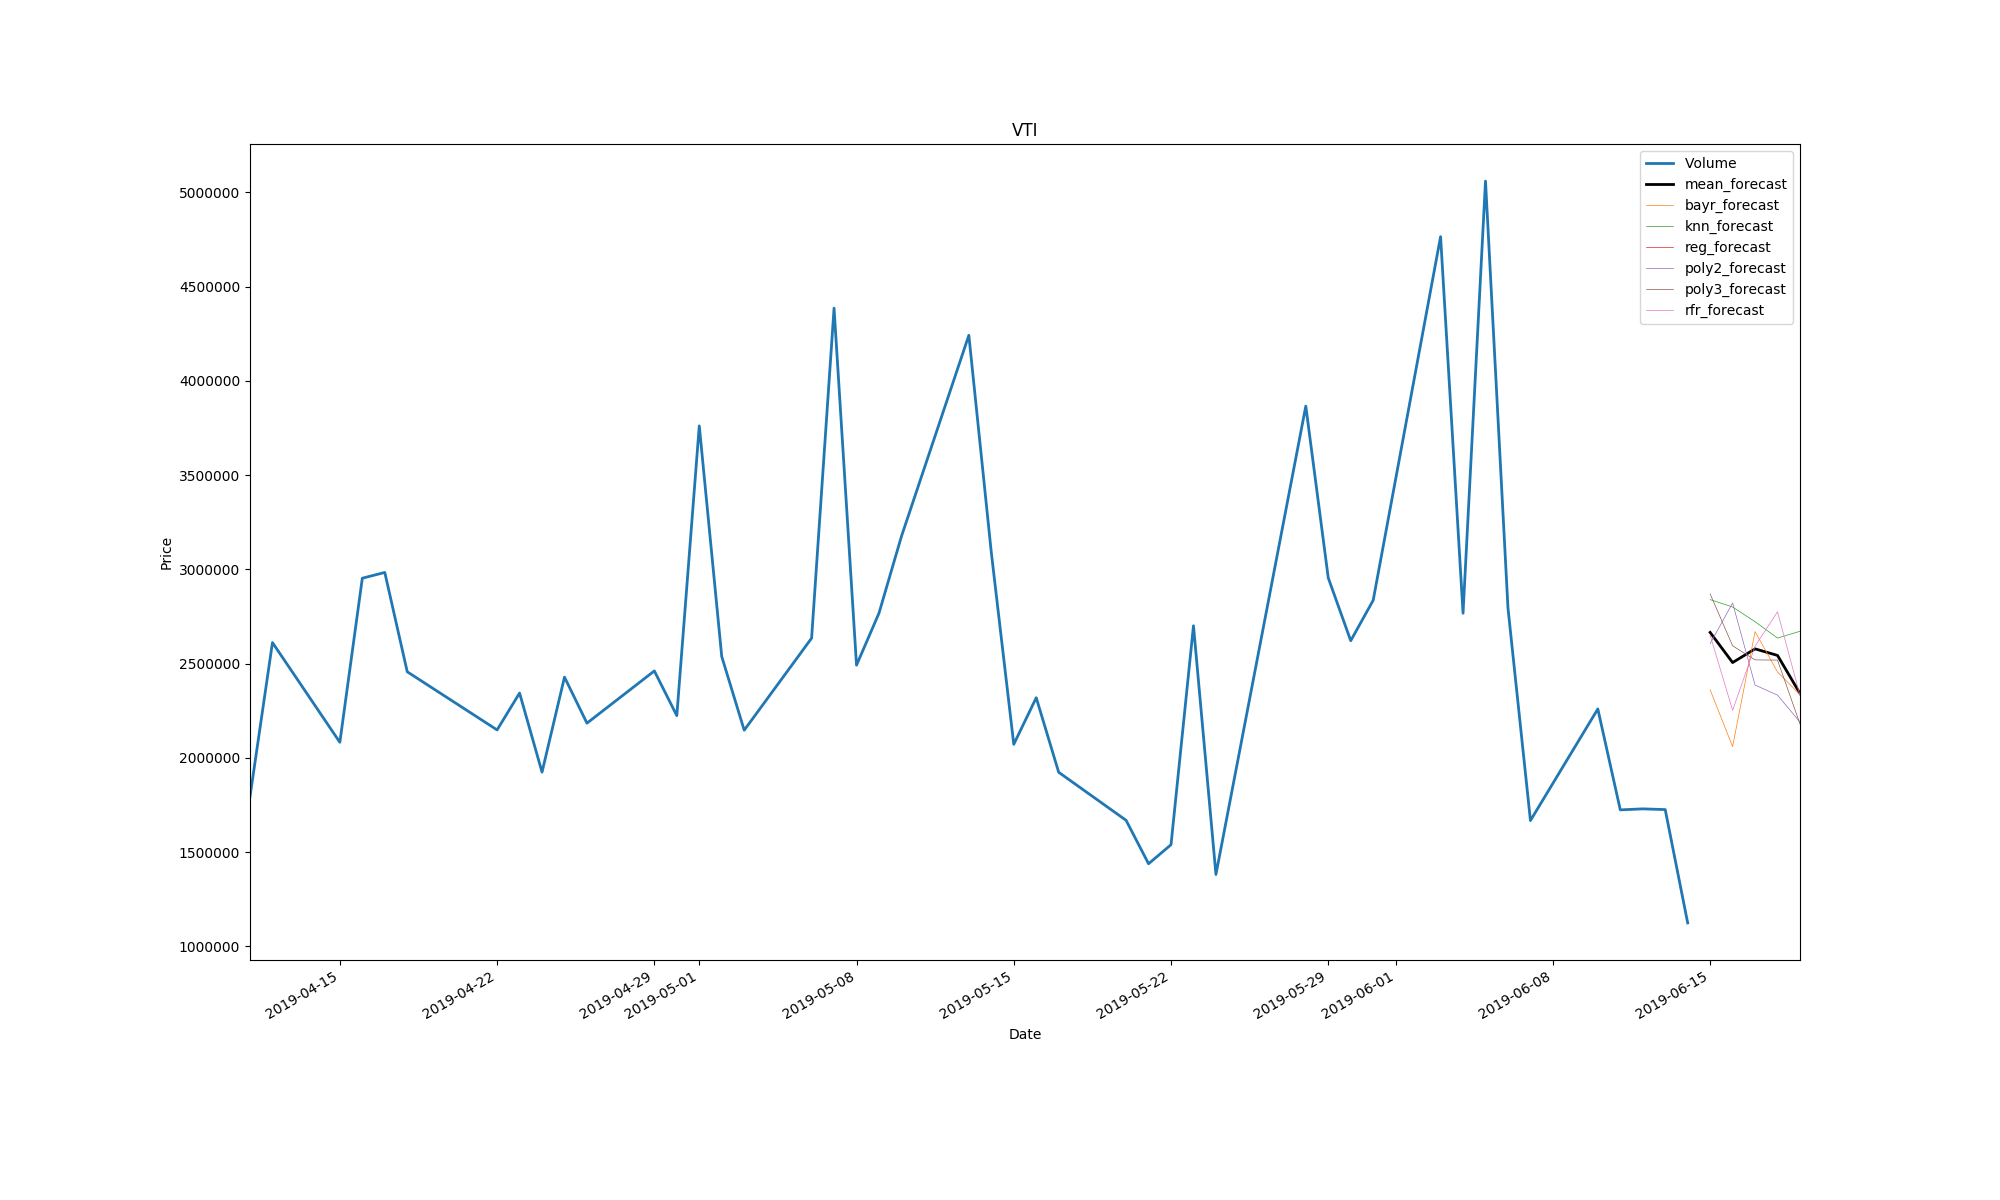 VTI
Volume
mean_forecast
bayr_forecast
knn_forecast
reg_forecast
poly2_forecast
poly3_forecast
rfr_forecast
5000000
4500000
4000000
3500000
3000000
2500000
2000000
1500000
1000000
Price
2019-04-15
2019-04-22
2019-04-29
2019-05-01
2019-05-08
2019-05-15
2019-05-22
2019-05-29
2019-06-01
2019-06-08
2019-06-15
Date